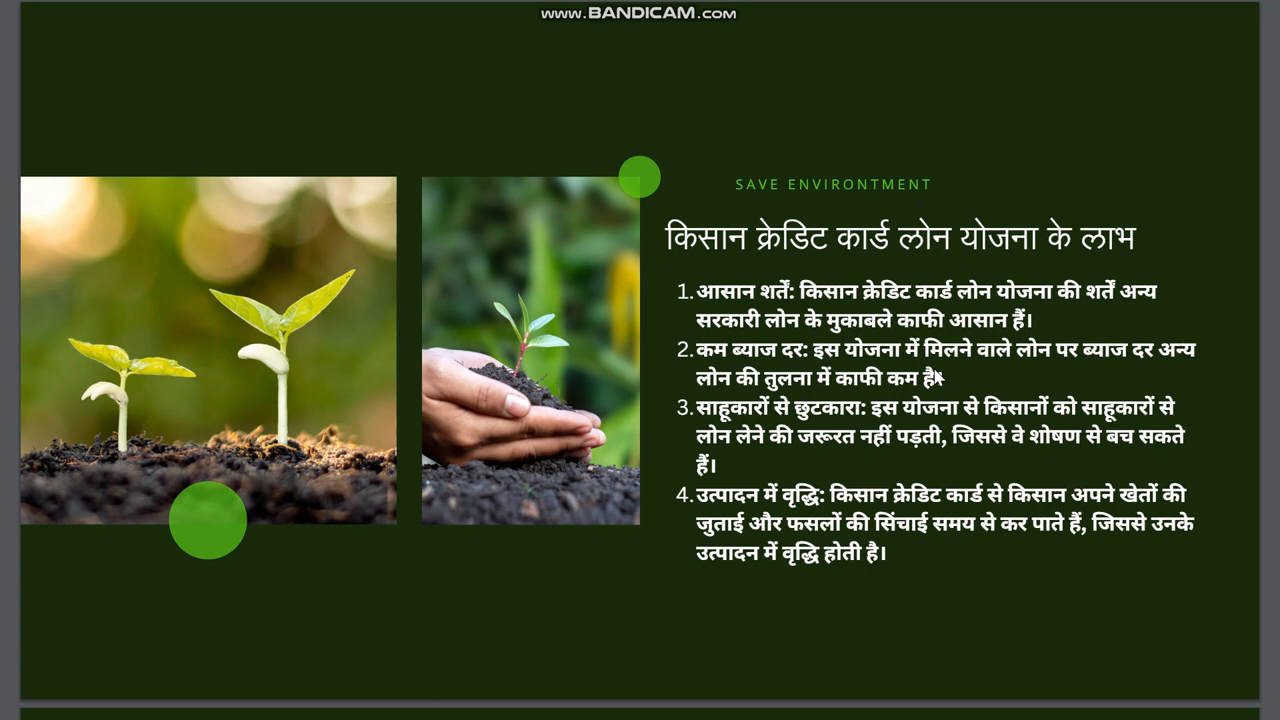 www.BANDICAM.com
SAVE ENVIRONTMENT
किसान क्रेडिट कार्ड लोन योजना के लाभ
1. आसान शर्तें: किसान क्रेडिट कार्ड लोन योजना की शर्तें अन्य
सरकारी लोन के मुकाबले काफी आसान हैं।
2. कम ब्याज दर: इस योजना में मिलने वाले लोन पर ब्याज दर अन्य
लोन की तुलना में काफी कम है।
3. साहूकारों से छुटकारा: इस योजना से किसानों को साहूकारों से
लोन लेने की जरूरत नहीं पड़ती, जिससे वे शोषण से बच सकते
हैं।
4. उत्पादन में वृद्धि: किसान क्रेडिट कार्ड से किसान अपने खेतों की
जुताई और फसलों की सिंचाई समय से कर पाते हैं, जिससे उनके
उत्पादन में वृद्धि होती है।